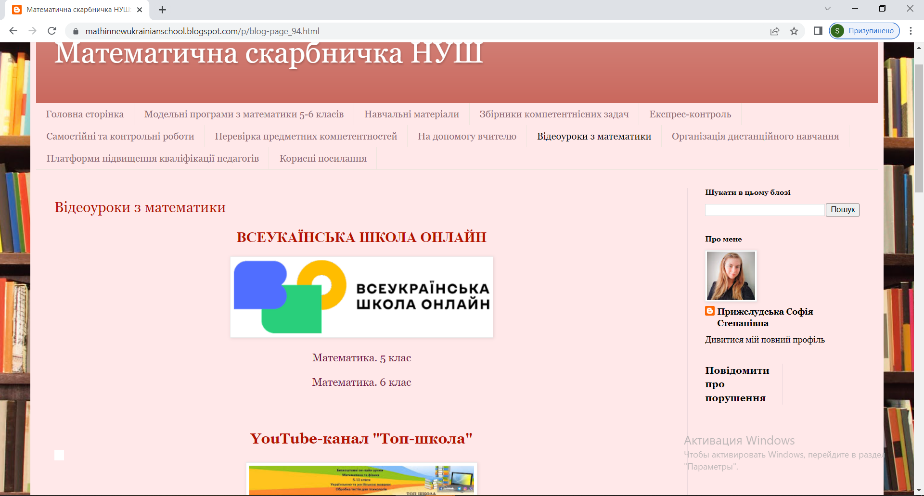 Математична скарбничка НУШ
mathinnewukrainianschool.blogspot.com/p/blog-page_94.html
S
Призупинено
Математична скарбничка НУШ
Головна сторінка
Модельні програми з математики 5-6 класів
Навчальні матеріали
Збірники компетентнісних задач
Експрес-контроль
Самостійні та контрольні роботи
Перевірка предметних компетентностей
На допомогу вчителю
Відеоуроки з математики
Організація дистанційного навчання
Платформи підвищення кваліфікації педагогів
Корисні посилання
Відеоуроки з математики
ВСЕУКАЇНСЬКА ШКОЛА ОНЛАЙН
ВСЕУКРАЇНСЬКА
ШКОЛА ОНЛАЙН
Математика. 5 клас
Математика. 6 клас
YouTube-канал "Топ-школа"
Шукати в цьому блозі
Пошук
Про мене
Прижелудська Софія
Степанівна
Дивитися мій повний профіль
Повідомити
про
порушення
Активация Windows
Чтобы активировать Windows, перейдите в раздел
"Параметры".